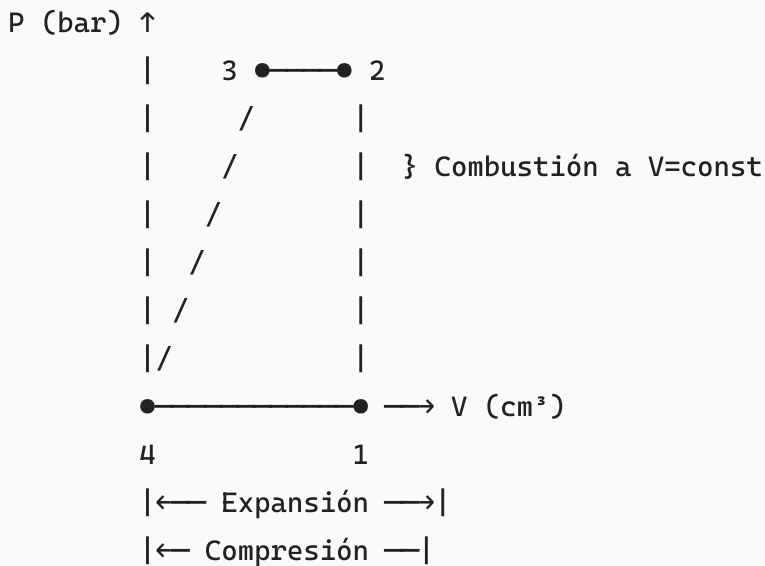 P (bar) ↑
| 3 ●────● 2
| / |
| / | } Combustión a V=const
| / |
| / |
| / |
|/ |
●─────────────● ──→ V (cm³)
4 1
|←── Expansión ──→|
|←─ Compresión ──|